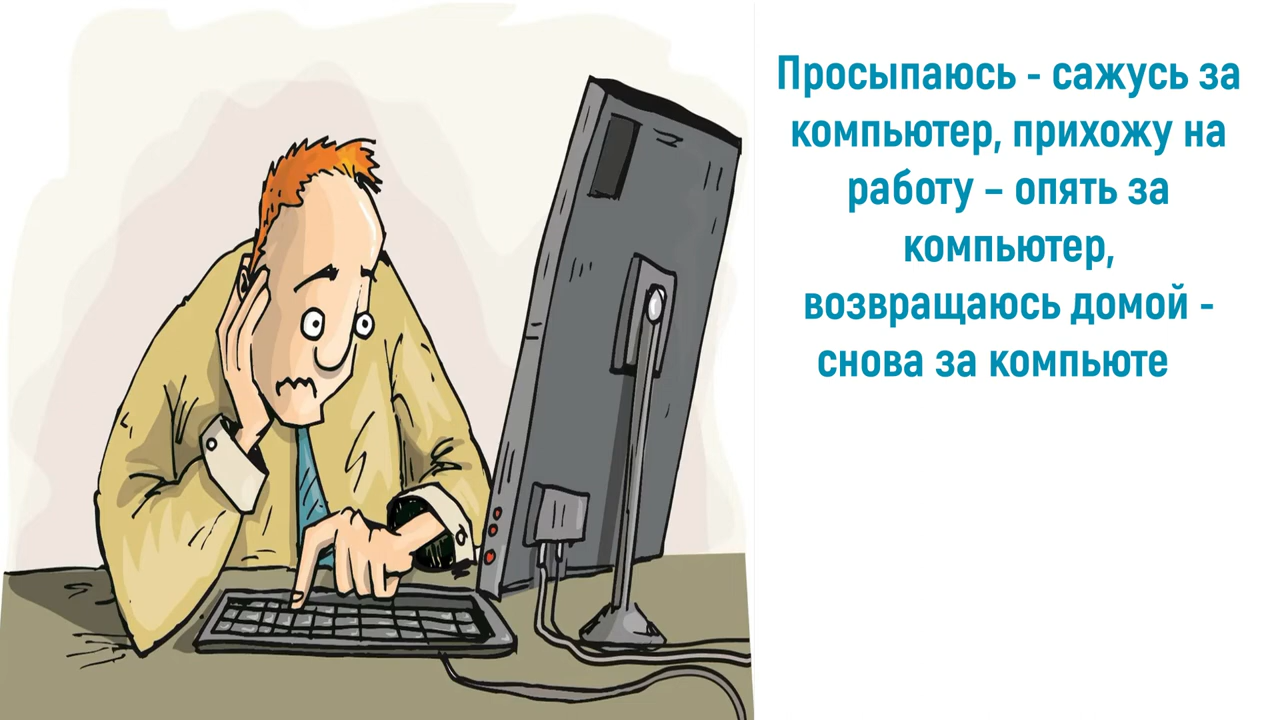 Просыпаюсь - сажусь за
компьютер, прихожу на
работу – опять за
компьютер,
возвращаюсь домой -
снова за компьюте